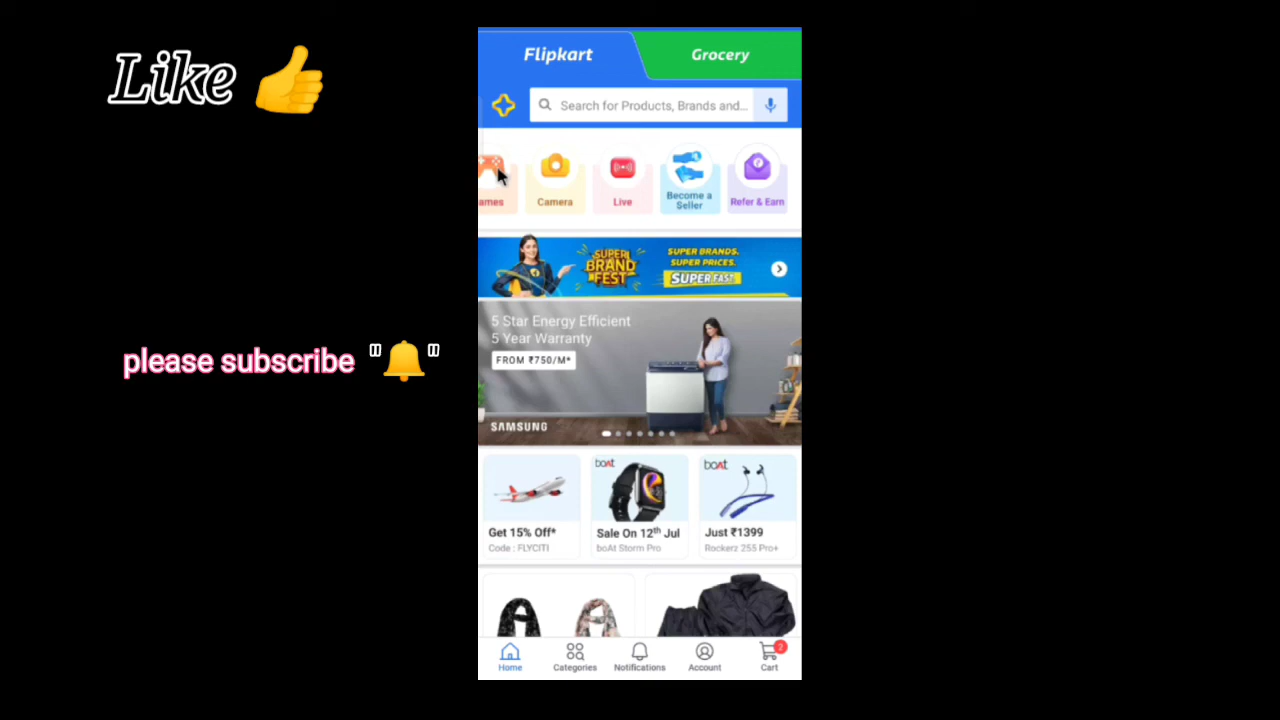 Like 👍
please subscribe "🔔"
Flipkart
Grocery
Search for Products, Brands and...
ames
Camera
Live
Become a
Seller
Refer & Earn
SUPER
BRAND
FEST
SUPER BRANDS.
SUPER PRICES.
SUPER FAST
5 Star Energy Efficient
5 Year Warranty
FROM ₹750/M*
SAMSUNG
Get 15% Off*
Code : FLYCITI
boAt
Sale On 12th Jul
boAt Storm Pro
boAt
Just ₹1399
Rockerz 255 Pro+
Home
Categories
Notifications
Account
2
Cart